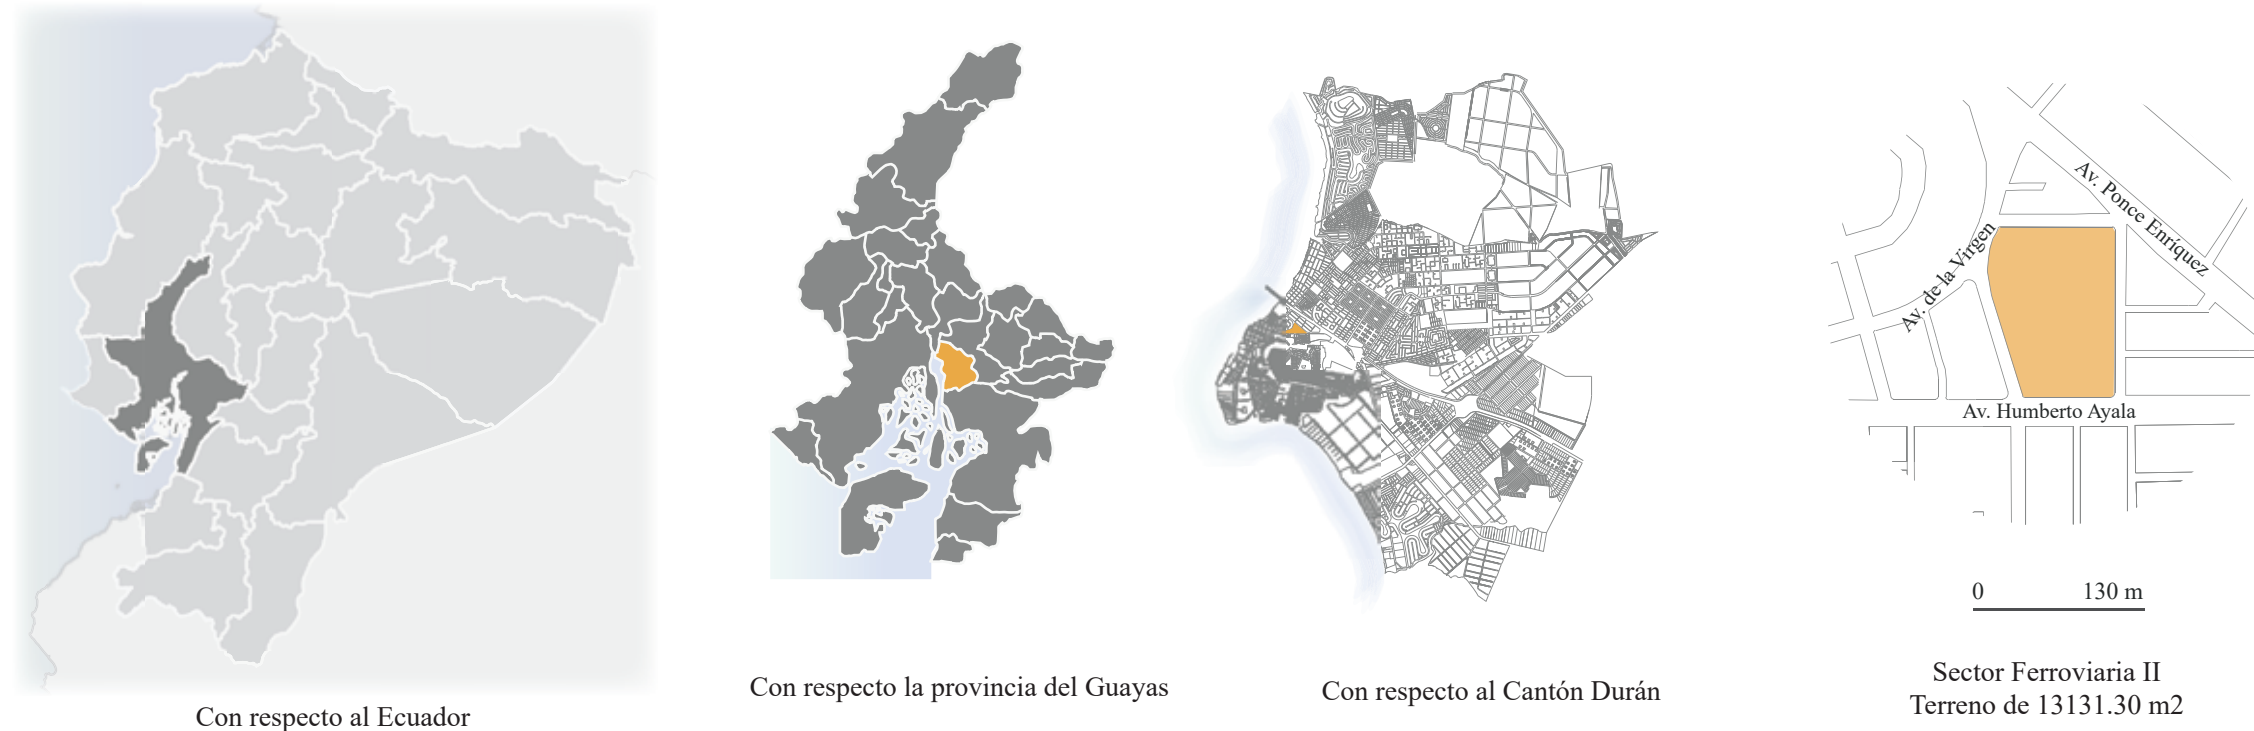 Con respecto al Ecuador
Con respecto la provincia del Guayas
Con respecto al Cantón Durán
Av. Ponce Enríquez
Av. de la Virgen
Av. Humberto Ayala
0 130 m
Sector Ferroviaria II
Terreno de 13131.30 m2